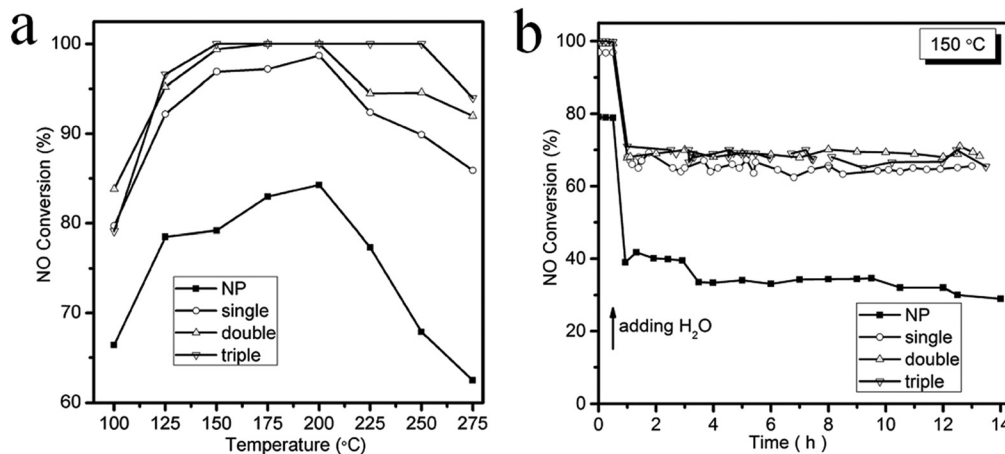 a
100
90
80
70
60
NO Conversion (%)
NP
single
double
triple
100 125 150 175 200 225 250 275
Temperature (°C)
b
150 °C
100
80
60
40
20
0
NO Conversion (%)
adding H₂O
NP
single
double
triple
0 2 4 6 8 10 12 14
Time ( h )